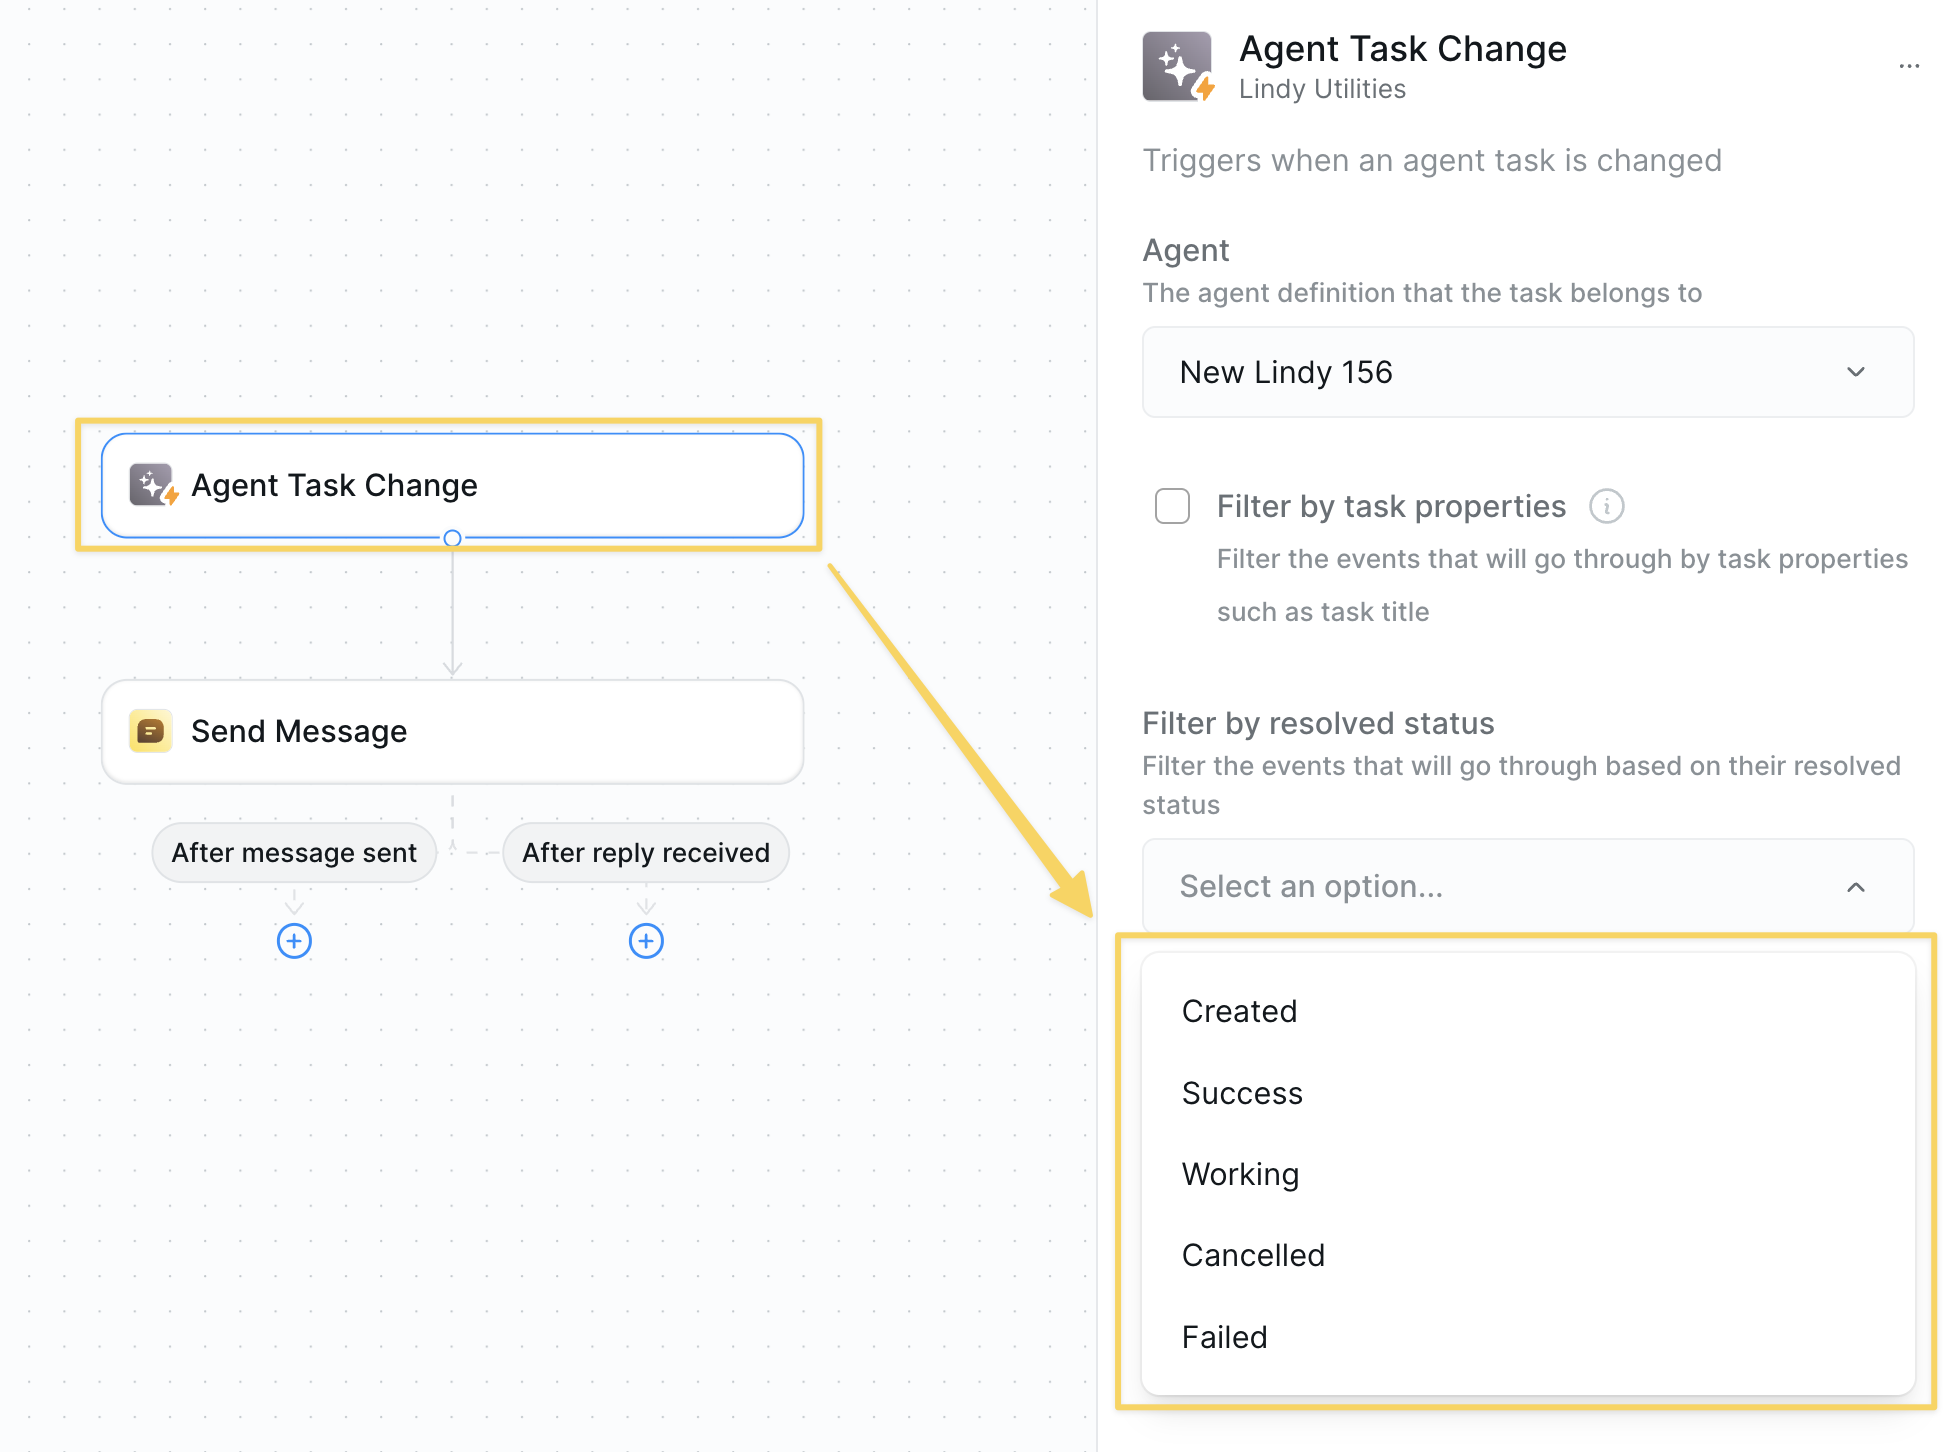 Agent Task Change
Send Message
After message sent
After reply received
Agent Task Change
Lindy Utilities
Triggers when an agent task is changed
Agent
The agent definition that the task belongs to
New Lindy 156
Filter by task properties
Filter the events that will go through by task properties
such as task title
Filter by resolved status
Filter the events that will go through based on their resolved
status
Select an option...
Created
Success
Working
Cancelled
Failed